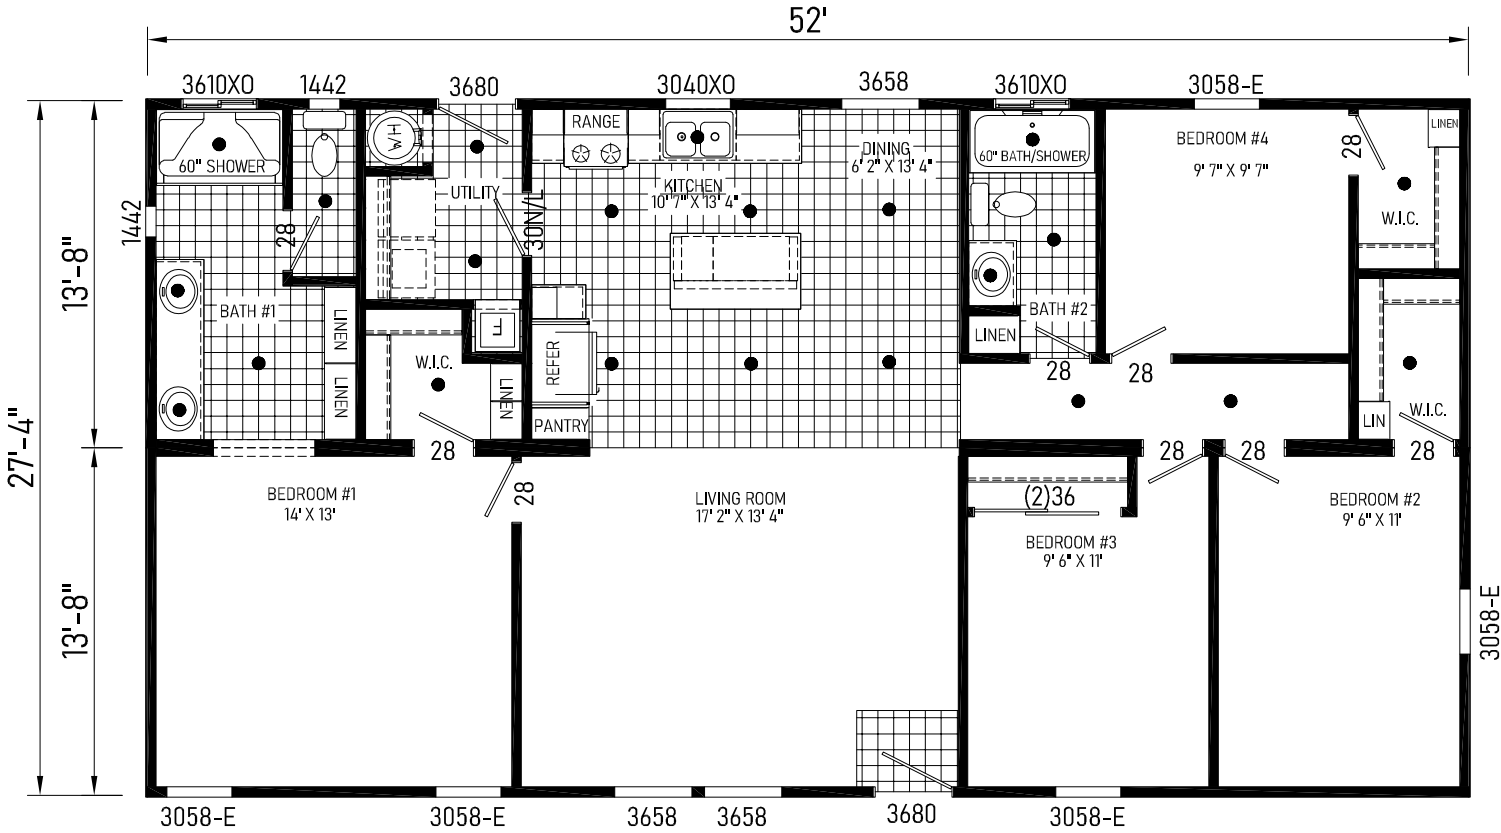 52'
3610XO
1442
3680
3040XO
3658
3610XO
3058-E
27'-4"
13'-8"
13'-8"
1442
60" SHOWER
28
BATH #1
LINEN
LINEN
W/H
UTILITY
30N/L
F
W.I.C.
LINEN
28
RANGE
KITCHEN
10' 7" X 13' 4"
DINING
6' 2" X 13' 4"
REFER
PANTRY
60" BATH/SHOWER
BATH #2
LINEN
28
28
BEDROOM #4
9' 7" X 9' 7"
28
LINEN
W.I.C.
LIN
W.I.C.
28
28
28
BEDROOM #1
14' X 13'
28
LIVING ROOM
17' 2" X 13' 4"
(2)36
BEDROOM #3
9' 6" X 11'
BEDROOM #2
9' 6" X 11'
3058-E
3058-E
3058-E
3658
3658
3680
3058-E